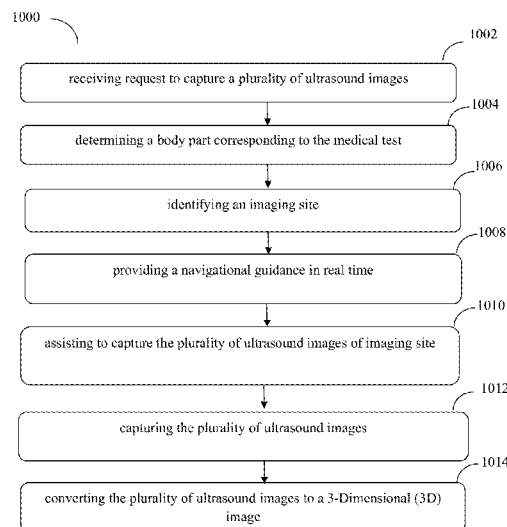 1000
1002
receiving request to capture a plurality of ultrasound images
1004
determining a body part corresponding to the medical test
1006
identifying an imaging site
1008
providing a navigational guidance in real time
1010
assisting to capture the plurality of ultrasound images of imaging site
1012
capturing the plurality of ultrasound images
1014
converting the plurality of ultrasound images to a 3-Dimensional (3D)
image